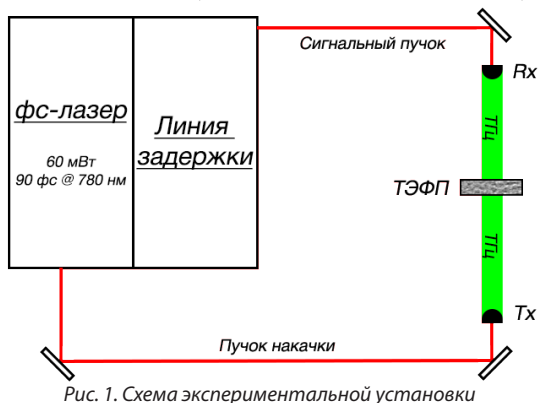 Сигнальный пучок
Rx
фс-лазер
60 мВт
90 фс @ 780 нм
Линия
задержки
ТГц
ТЭФП
ТГц
Tx
Пучок накачки
Рис. 1. Схема экспериментальной установки